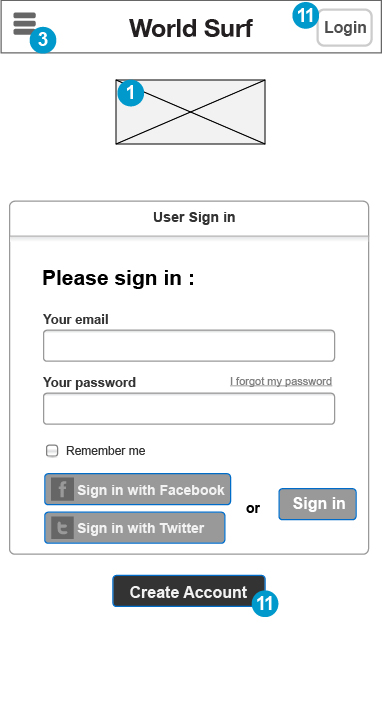 11
World Surf
Login
3
1
User Sign in
Please sign in :
Your email
Your password
I forgot my password
Remember me
f Sign in with Facebook
or
Sign in
t Sign in with Twitter
Create Account
11